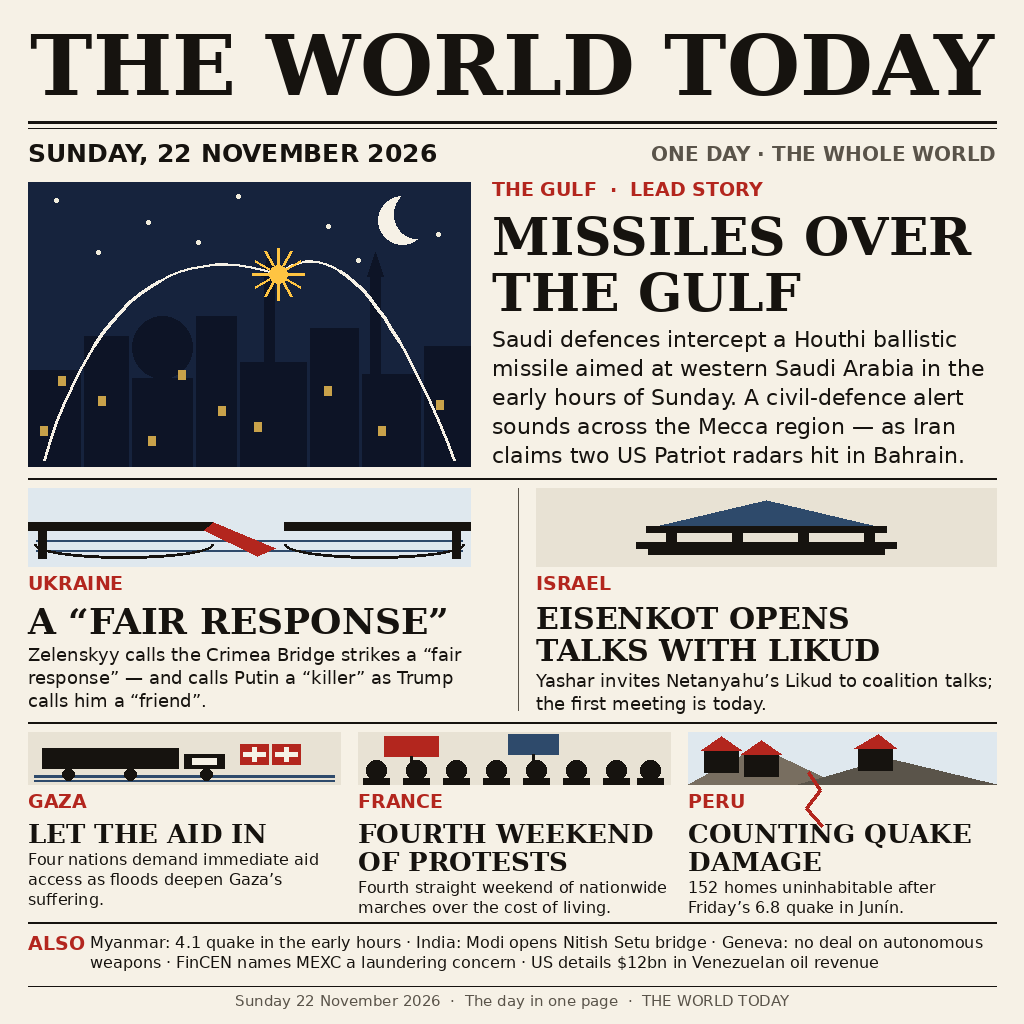 THE WORLD TODAY
SUNDAY, 22 NOVEMBER 2026
ONE DAY · THE WHOLE WORLD
THE GULF · LEAD STORY
MISSILES OVER
THE GULF
Saudi defences intercept a Houthi ballistic
missile aimed at western Saudi Arabia in the
early hours of Sunday. A civil-defence alert
sounds across the Mecca region — as Iran
claims two US Patriot radars hit in Bahrain.
UKRAINE
A “FAIR RESPONSE”
Zelenskyy calls the Crimea Bridge strikes a “fair
response” — and calls Putin a “killer” as Trump
calls him a “friend”.
ISRAEL
EISENKOT OPENS
TALKS WITH LIKUD
Yashar invites Netanyahu’s Likud to coalition talks;
the first meeting is today.
GAZA
LET THE AID IN
Four nations demand immediate aid
access as floods deepen Gaza’s
suffering.
FRANCE
FOURTH WEEKEND
OF PROTESTS
Fourth straight weekend of nationwide
marches over the cost of living.
PERU
COUNTING QUAKE
DAMAGE
152 homes uninhabitable after
Friday’s 6.8 quake in Junín.
ALSO Myanmar: 4.1 quake in the early hours · India: Modi opens Nitish Setu bridge · Geneva: no deal on autonomous
weapons · FinCEN names MEXC a laundering concern · US details $12bn in Venezuelan oil revenue
Sunday 22 November 2026 · The day in one page · THE WORLD TODAY